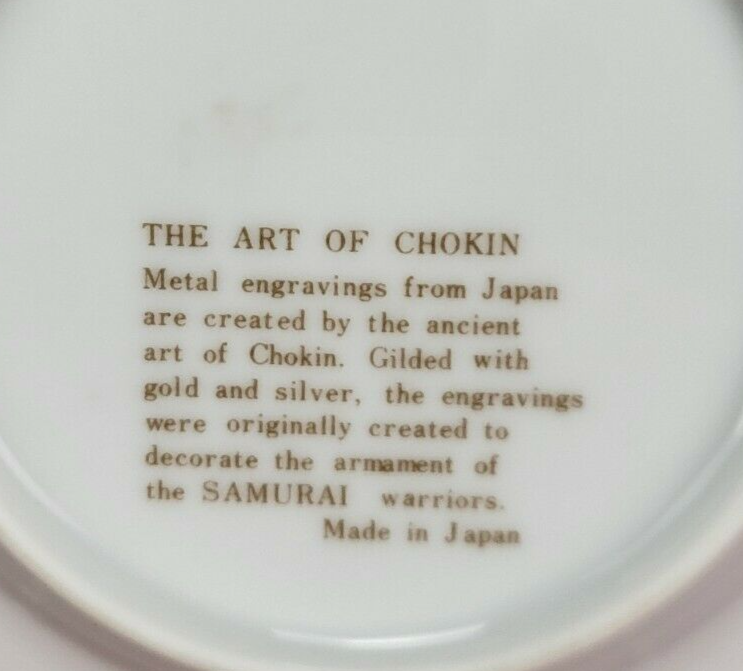 THE ART OF CHOKIN
Metal engravings from Japan
are created by the ancient
art of Chokin. Gilded with
gold and silver, the engravings
were originally created to
decorate the armament of
the SAMURAI warriors.
Made in Japan